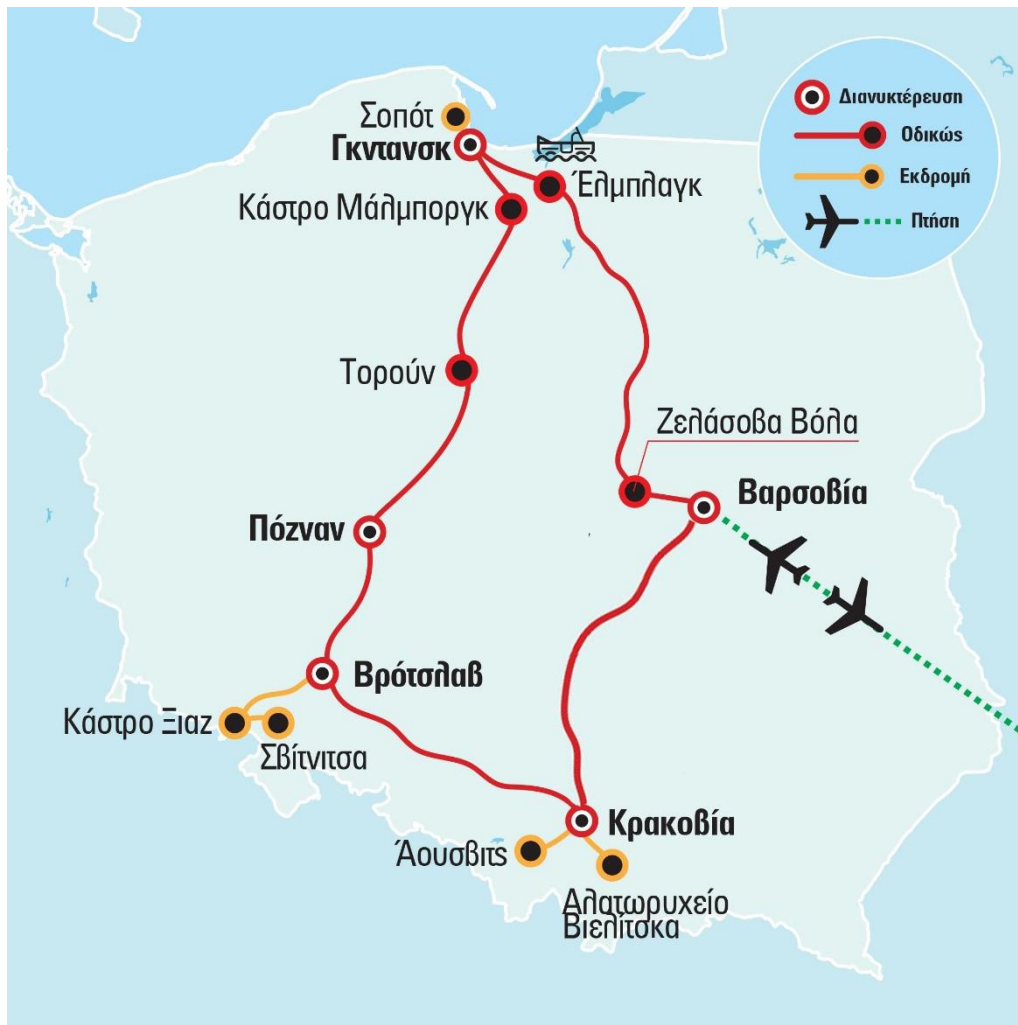 Διανυκτέρευση
Οδικώς
Εκδρομή
Πτήση
Σοπότ
Γκντανσκ
Έλμπλαγκ
Κάστρο Μάλμποργκ
Τορούν
Ζελάσοβα Βόλα
Βαρσοβία
Πόζναν
Βρότσλαβ
Κάστρο Ξιαζ
Σβίτνιτσα
Κρακοβία
Άουσβιτς
Αλατωρυχείο
Βιελίτσκα